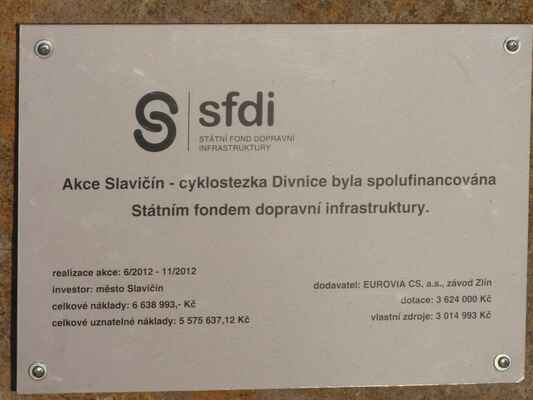 sfdi
STÁTNÍ FOND DOPRAVNÍ
INFRASTRUKTURY
Akce Slavičín - cyklostezka Divnice byla spolufinancována
Státním fondem dopravní infrastruktury.
realizace akce: 6/2012 - 11/2012
investor: město Slavičín
celkové náklady: 6 638 993,- Kč
celkové uznatelné náklady: 5 575 637,12 Kč
dodavatel: EUROVIA CS, a.s., závod Zlín
dotace: 3 624 000 Kč
vlastní zdroje: 3 014 993 Kč